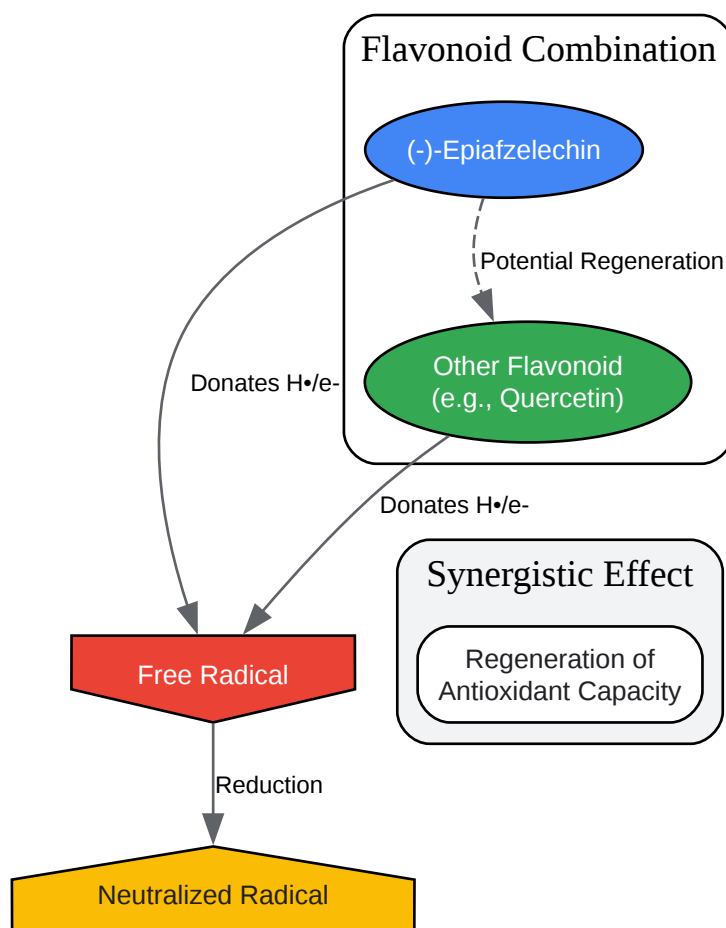 Flavonoid Combination
(-)-Epiafzelechin
Potential Regeneration
Other Flavonoid
(e.g., Quercetin)
Donates H•/e-
Donates H•/e-
Synergistic Effect
Regeneration of
Antioxidant Capacity
Free Radical
Reduction
Neutralized Radical